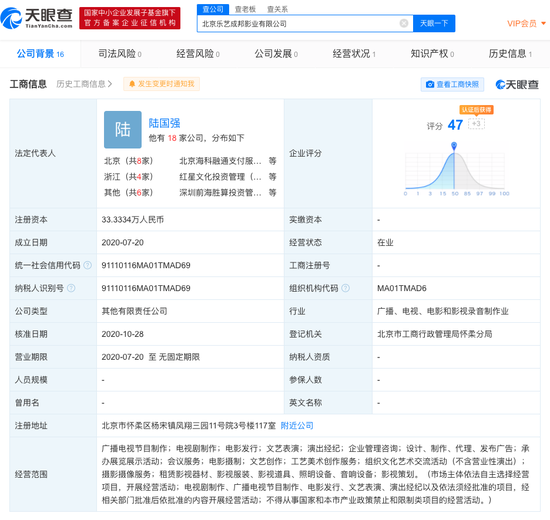 天眼查
TianYanCha.com
国家中小企业发展子基金旗下
官方备案企业征信机构
查公司 查老板 查关系
北京乐艺成邦影业有限公司
天眼一下
VIP会员
公司背景 16 司法风险 0 经营风险 0 公司发展 0 经营状况 1 知识产权 0 历史信息 1
工商信息 历史工商信息 发生变更时通知我 查看工商快照 天眼查
法定代表人
陆
陆国强
他有 18 家公司，分布如下
北京（共8家） 北京海科融通支付服... 等
浙江（共4家） 红星文化投资管理（... 等
其他（共6家） 深圳前海胜算投资管... 等
企业评分
认证后获得
评分 47 +3
0 1 3 15 50 85 97 99 100
注册资本 33.3334万人民币 实缴资本 -
成立日期 2020-07-20 经营状态 在业
统一社会信用代码 91110116MA01TMAD69 工商注册号 -
纳税人识别号 91110116MA01TMAD69 组织机构代码 MA01TMAD6
公司类型 其他有限责任公司 行业 广播、电视、电影和影视录音制作业
核准日期 2020-10-28 登记机关 北京市工商行政管理局怀柔分局
营业期限 2020-07-20 至 无固定期限 纳税人资质 -
人员规模 - 参保人数 -
曾用名 - 英文名称 -
注册地址 北京市怀柔区杨宋镇凤翔三园11号院3号楼117室 附近公司
经营范围
广播电视节目制作；电视剧制作；电影发行；文艺表演；演出经纪；企业管理咨询；设计、制作、代理、发布广告；承
办展览展示活动；会议服务；电影摄制；文艺创作；工艺美术创作服务；组织文化艺术交流活动（不含营业性演出）；
摄影摄像服务；租赁影视器材、影视服装、影视道具、照明设备、音响设备；影视策划。（市场主体依法自主选择经营
项目，开展经营活动；电视剧制作、广播电视节目制作、电影发行、文艺表演、演出经纪以及依法须经批准的项目，经
相关部门批准后依批准的内容开展经营活动；不得从事国家和本市产业政策禁止和限制类项目的经营活动。）